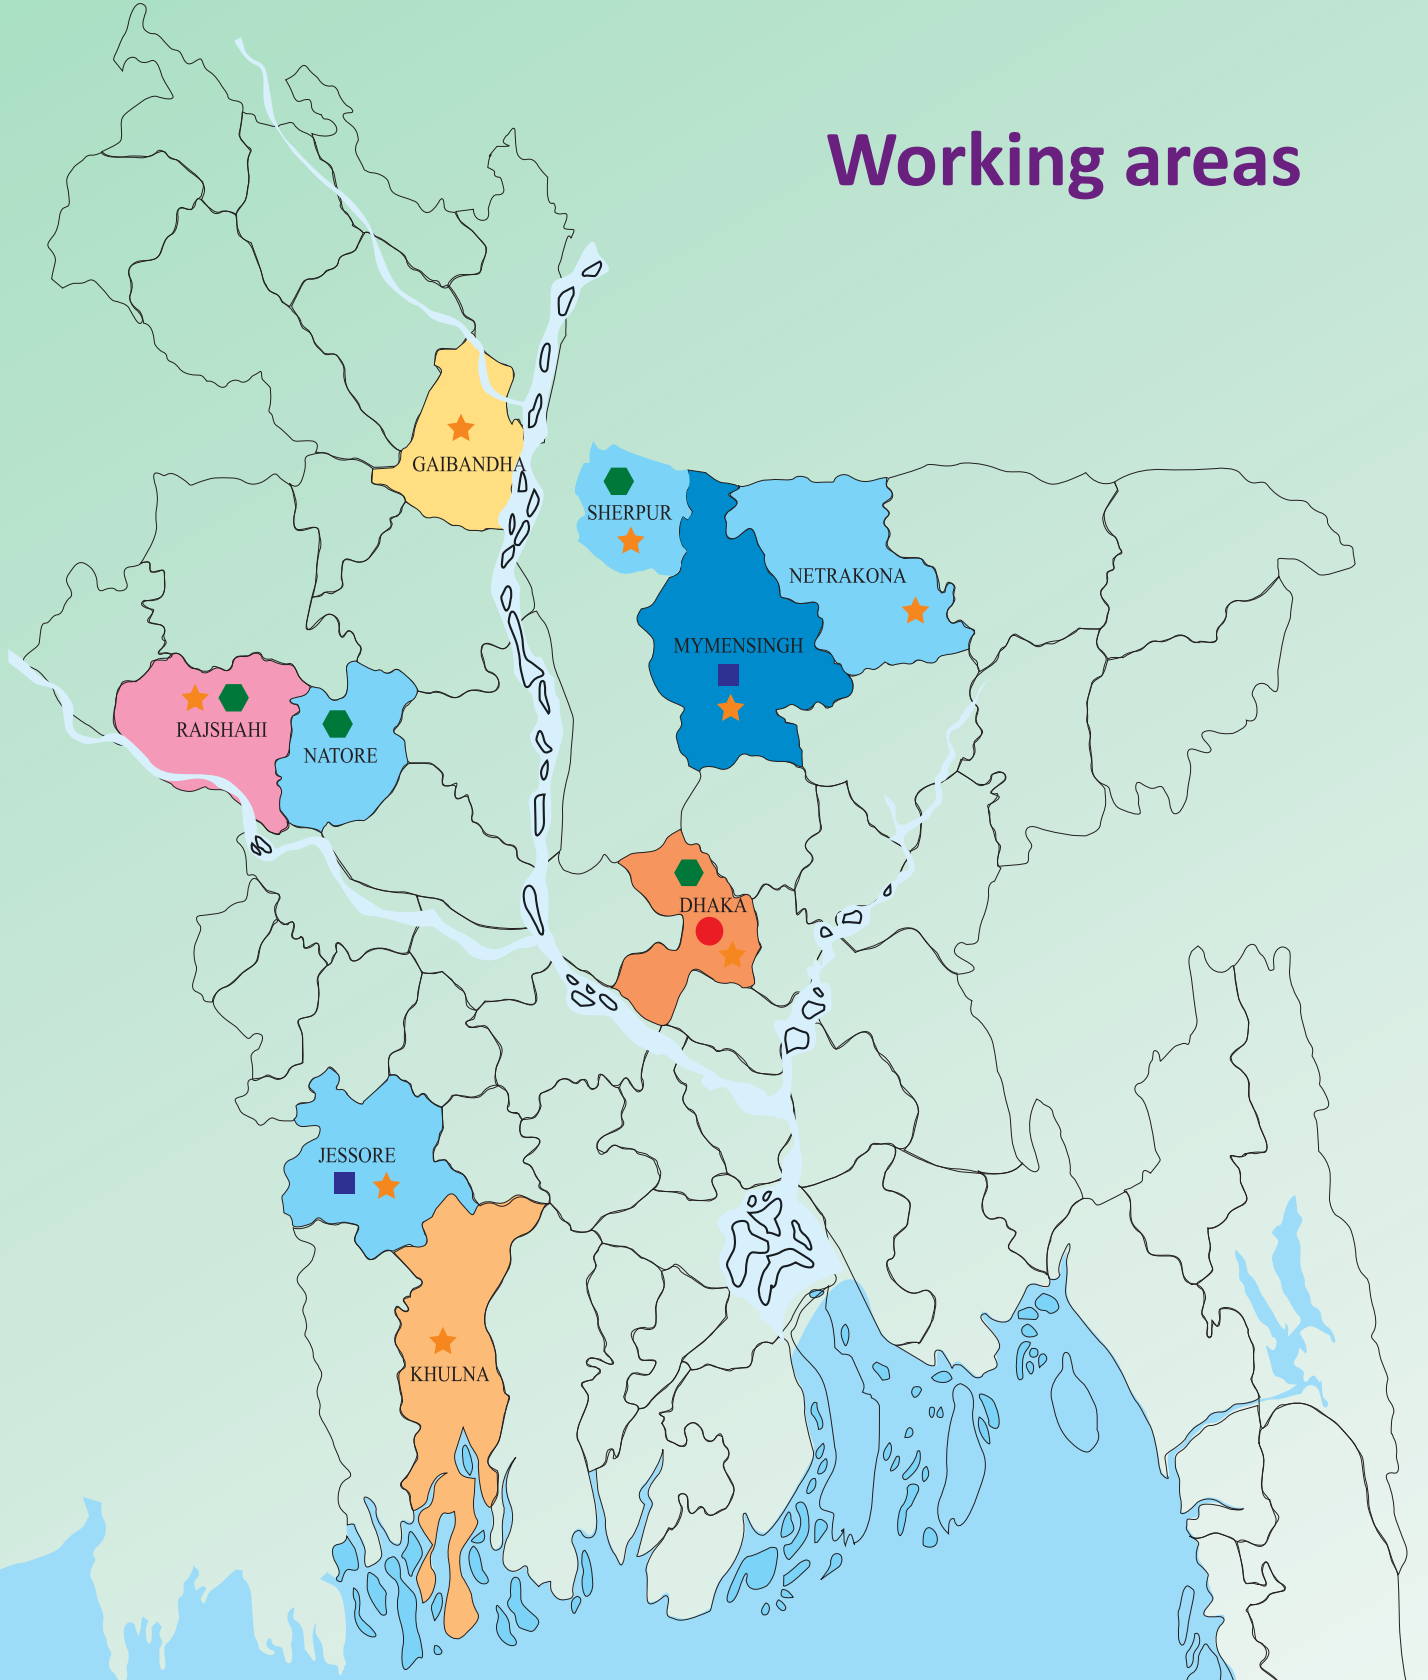 Working areas
GAIBANDHA
SHERPUR
NETRAKONA
MYMENSINGH
RAJSHAHI
NATORE
DHAKA
JESSORE
KHULNA